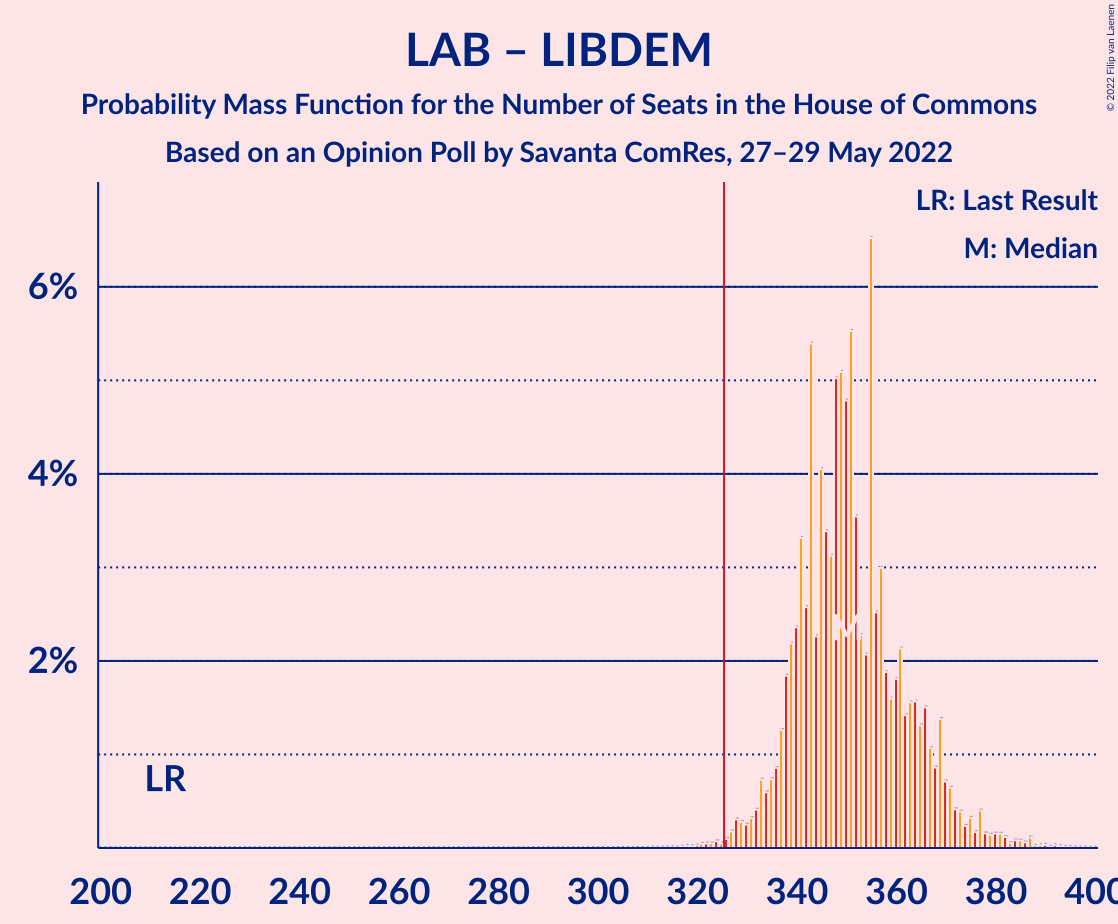 LAB – LIBDEM
Probability Mass Function for the Number of Seats in the House of Commons
Based on an Opinion Poll by Savanta ComRes, 27–29 May 2022
© 2022 Filip van Laenen
LR: Last Result
M: Median
6%
4%
2%
LR
200 220 240 260 280 300 320 340 360 380 400